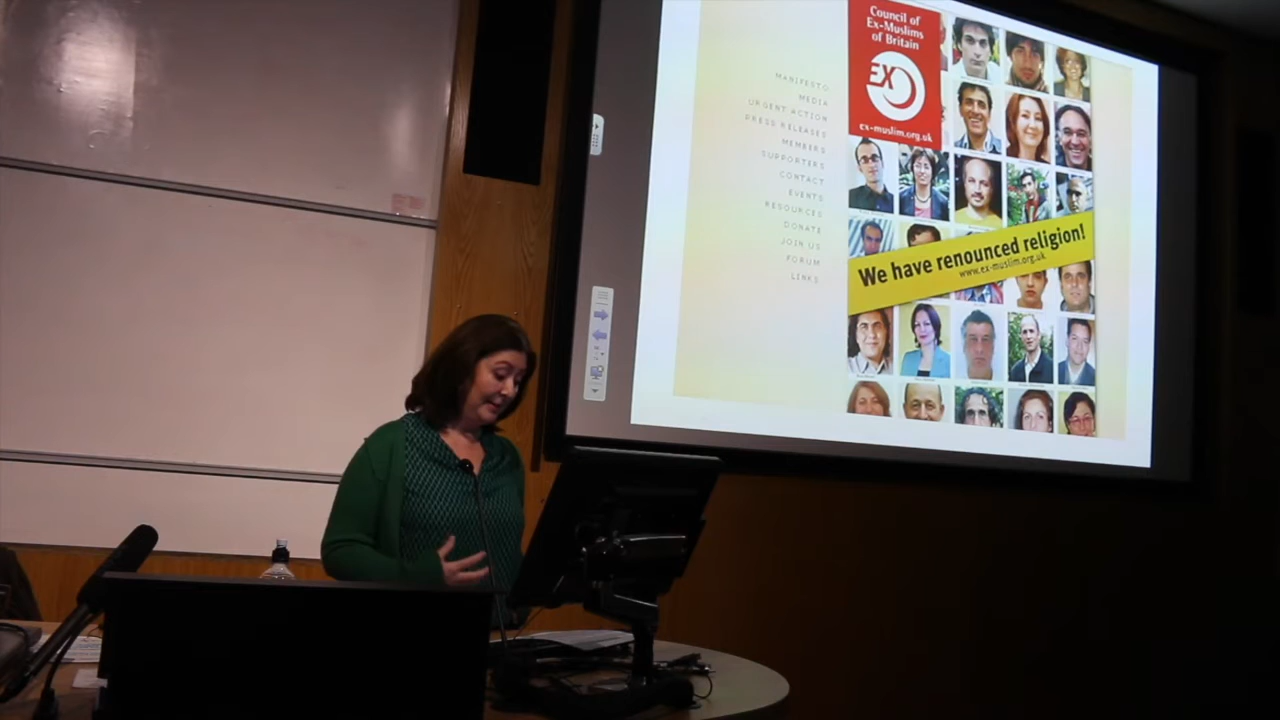 Council of
Ex-Muslims
of Britain
EX
ex-muslim.org.uk
MANIFESTO
MEDIA
URGENT ACTION
PRESS RELEASES
MEMBERS
SUPPORTERS
CONTACT
EVENTS
RESOURCES
DONATE
JOIN US
FORUM
LINKS
We have renounced religion!
www.ex-muslim.org.uk